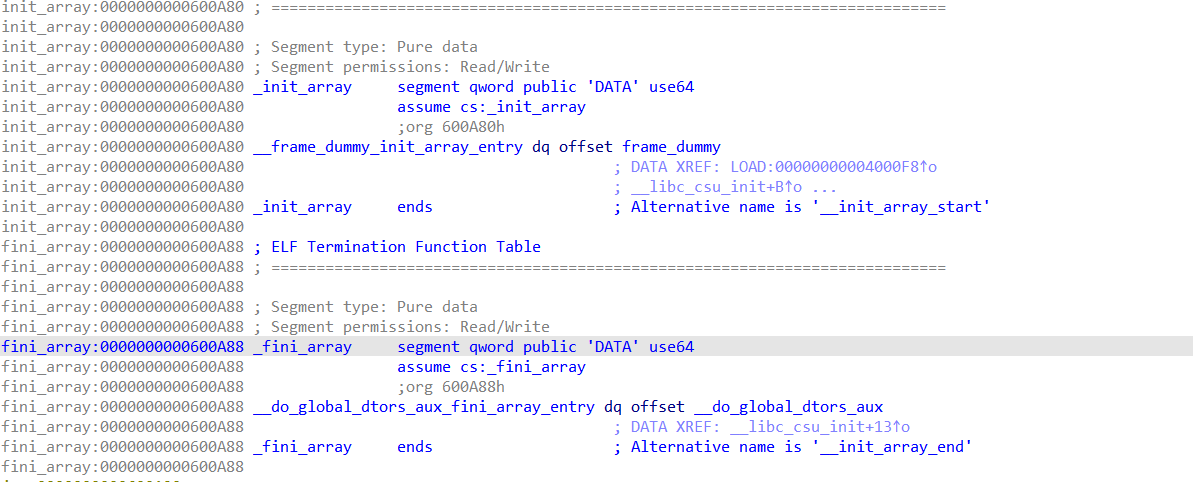 init_array:0000000000600A80 ; ===========================================================================
init_array:0000000000600A80
init_array:0000000000600A80 ; Segment type: Pure data
init_array:0000000000600A80 ; Segment permissions: Read/Write
init_array:0000000000600A80 _init_array     segment qword public 'DATA' use64
init_array:0000000000600A80                 assume cs:_init_array
init_array:0000000000600A80                 ;org 600A80h
init_array:0000000000600A80 __frame_dummy_init_array_entry dq offset frame_dummy
init_array:0000000000600A80                                         ; DATA XREF: LOAD:00000000004000F8↑o
init_array:0000000000600A80                                         ; __libc_csu_init+B↑o ...
init_array:0000000000600A80 _init_array     ends                    ; Alternative name is '__init_array_start'
init_array:0000000000600A80
fini_array:0000000000600A88 ; ELF Termination Function Table
fini_array:0000000000600A88 ; ===========================================================================
fini_array:0000000000600A88
fini_array:0000000000600A88 ; Segment type: Pure data
fini_array:0000000000600A88 ; Segment permissions: Read/Write
fini_array:0000000000600A88 _fini_array     segment qword public 'DATA' use64
fini_array:0000000000600A88                 assume cs:_fini_array
fini_array:0000000000600A88                 ;org 600A88h
fini_array:0000000000600A88 __do_global_dtors_aux_fini_array_entry dq offset __do_global_dtors_aux
fini_array:0000000000600A88                                         ; DATA XREF: __libc_csu_init+13↑o
fini_array:0000000000600A88 _fini_array     ends                    ; Alternative name is '__init_array_end'
fini_array:0000000000600A88